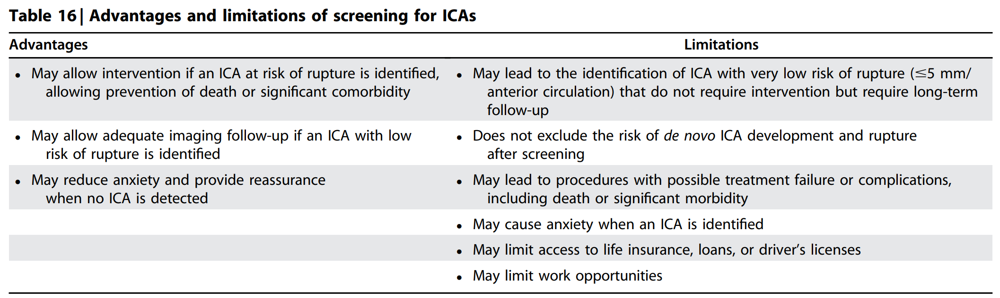 Table 16 | Advantages and limitations of screening for ICAs
Advantages
Limitations
• May allow intervention if an ICA at risk of rupture is identified,
allowing prevention of death or significant comorbidity
• May lead to the identification of ICA with very low risk of rupture (≤5 mm/
anterior circulation) that do not require intervention but require long-term
follow-up
• May allow adequate imaging follow-up if an ICA with low
risk of rupture is identified
• Does not exclude the risk of de novo ICA development and rupture
after screening
• May reduce anxiety and provide reassurance
when no ICA is detected
• May lead to procedures with possible treatment failure or complications,
including death or significant morbidity
• May cause anxiety when an ICA is identified
• May limit access to life insurance, loans, or driver’s licenses
• May limit work opportunities